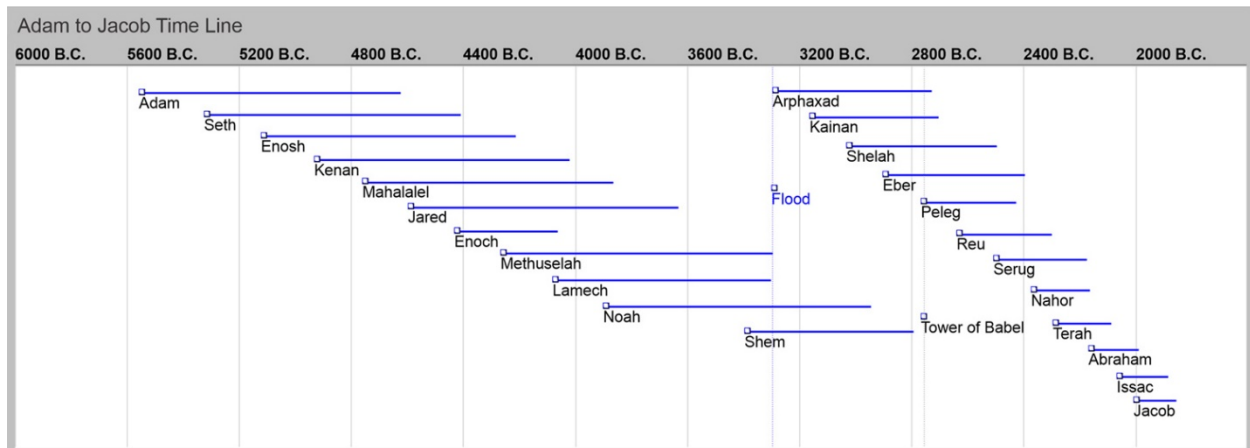 Adam to Jacob Time Line
6000 B.C. 5600 B.C. 5200 B.C. 4800 B.C. 4400 B.C. 4000 B.C. 3600 B.C. 3200 B.C. 2800 B.C. 2400 B.C. 2000 B.C.
Adam
Seth
Enosh
Kenan
Mahalalel
Jared
Enoch
Methuselah
Lamech
Noah
Shem
Arphaxad
Kainan
Shelah
Eber
Flood
Peleg
Reu
Serug
Nahor
Tower of Babel
Terah
Abraham
Issac
Jacob